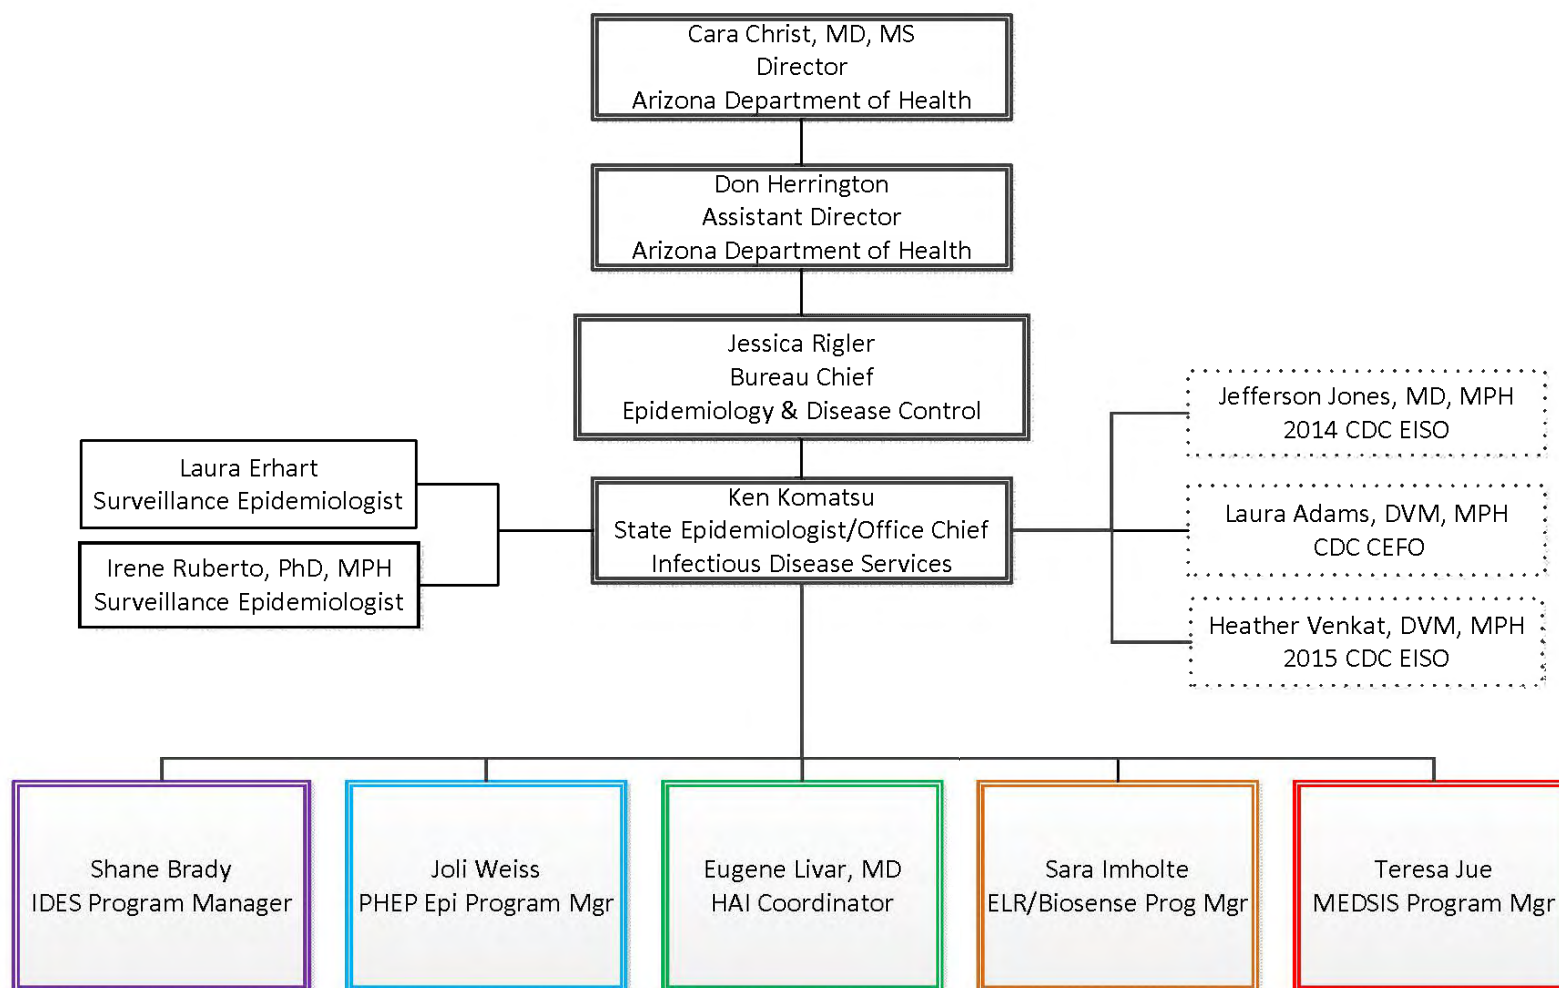 Cara Christ, MD, MS
Director
Arizona Department of Health
Don Herrington
Assistant Director
Arizona Department of Health
Jessica Rigler
Bureau Chief
Epidemiology & Disease Control
Laura Erhart
Surveillance Epidemiologist
Irene Ruberto, PhD, MPH
Surveillance Epidemiologist
Ken Komatsu
State Epidemiologist/Office Chief
Infectious Disease Services
Jefferson Jones, MD, MPH
2014 CDC EISO
Laura Adams, DVM, MPH
CDC CEFO
Heather Venkat, DVM, MPH
2015 CDC EISO
Shane Brady
IDES Program Manager
Joli Weiss
PHEP Epi Program Mgr
Eugene Livar, MD
HAI Coordinator
Sara Imholte
ELR/Biosense Prog Mgr
Teresa Jue
MEDSIS Program Mgr